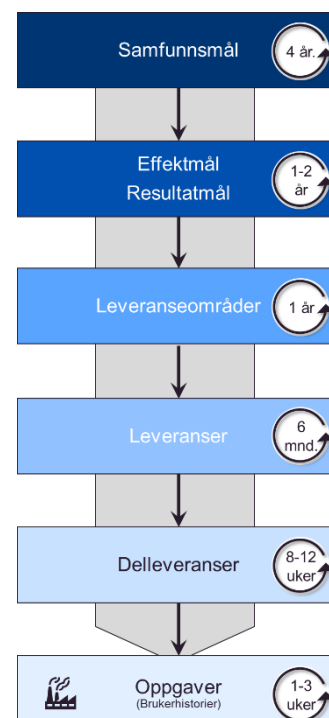 Samfunnsmål
4 år.
Effektmål
Resultatmål
1-2
år
Leveranseområder
1 år
Leveranser
6
mnd.
Delleveranser
8-12
uker
Oppgaver
(Brukerhistorier)
1-3
uker